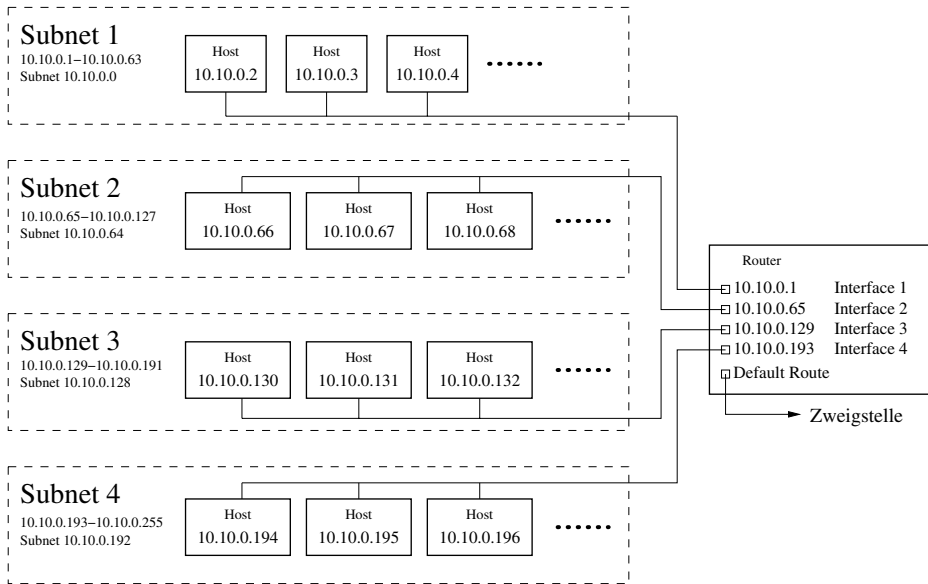 Subnet 1
10.10.0.1–10.10.0.63
Subnet 10.10.0.0
Host
10.10.0.2
Host
10.10.0.3
Host
10.10.0.4
Subnet 2
10.10.0.65–10.10.0.127
Subnet 10.10.0.64
Host
10.10.0.66
Host
10.10.0.67
Host
10.10.0.68
Subnet 3
10.10.0.129–10.10.0.191
Subnet 10.10.0.128
Host
10.10.0.130
Host
10.10.0.131
Host
10.10.0.132
Subnet 4
10.10.0.193–10.10.0.255
Subnet 10.10.0.192
Host
10.10.0.194
Host
10.10.0.195
Host
10.10.0.196
Router
10.10.0.1 Interface 1
10.10.0.65 Interface 2
10.10.0.129 Interface 3
10.10.0.193 Interface 4
Default Route
Zweigstelle